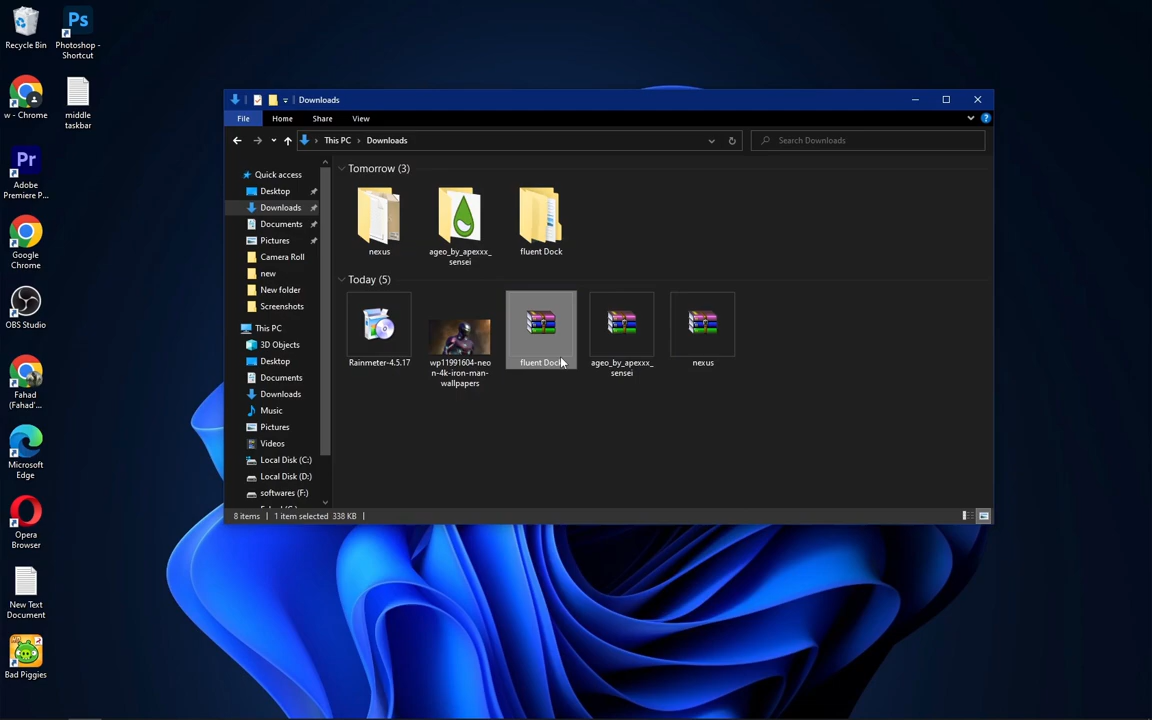 Recycle Bin
Photoshop -
Shortcut
w - Chrome
middle
taskbar
Adobe
Premiere P...
Google
Chrome
OBS Studio
Fahad
(Fahad'...
Microsoft
Edge
Opera
Browser
New Text
Document
Bad Piggies
Downloads
File
Home
Share
View
This PC
Downloads
Search Downloads
Quick access
Desktop
Downloads
Documents
Pictures
Camera Roll
new
New folder
Screenshots
This PC
3D Objects
Desktop
Documents
Downloads
Music
Pictures
Videos
Local Disk (C:)
Local Disk (D:)
softwares (F:)
Tomorrow (3)
nexus
ageo_by_apexxx_
sensei
fluent Dock
Today (5)
Rainmeter-4.5.17
wp11991604-neo
n-4k-iron-man-
wallpapers
fluent Dock
ageo_by_apexxx_
sensei
nexus
8 items
1 item selected 338 KB